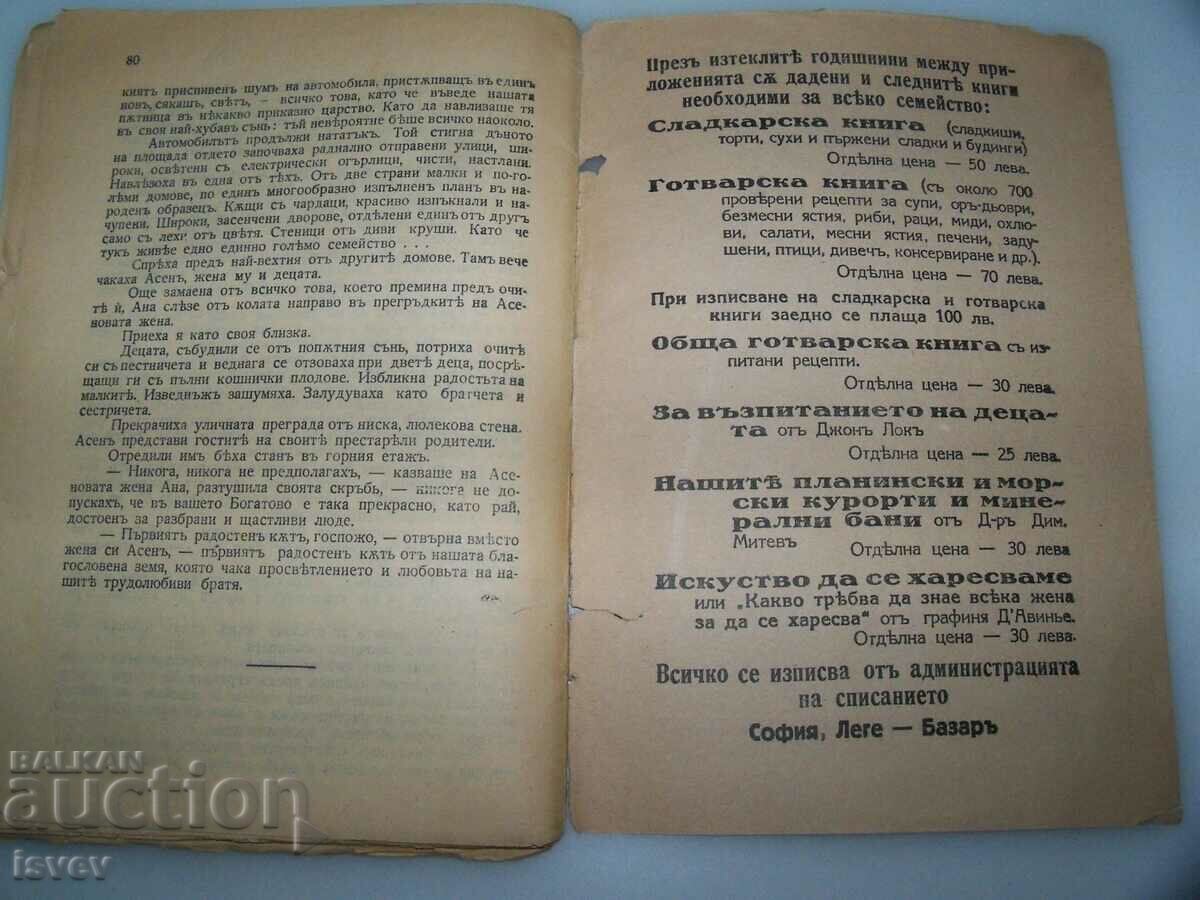 80
кията приспивенъ шумъ на автомобила, пристѫпващъ въ единъ
новъ, сякашъ, светъ, — всичко това, като че въведе нашата
пѫтница въ нѣкакво приказно царство. Като да навлизаше тя
въ своя най-хубавъ сънь: тъй невѣроятне бѣше всичко наоколо.
Автомобилътъ продължи нататъкъ. Той стигна дъното
на площада отдето започваха радиално отправени улици, ши-
роки, осветени съ електрически огърлици, чисти, настлани.
Навлѣзоха въ една отъ тѣхъ. Отъ две страни малки и по-го-
лѣми домове, по единъ многообразно изпълненъ планъ въ на-
роденъ образецъ. Кѫщи съ чардаци, красиво изпъкнали и на-
чупени. Широки, засенчени дворове, отдѣлени единъ отъ другъ
само съ лехи отъ цвѣтя. Стеници отъ диви круши. Като че
тукъ живѣе едно единно голѣмо семейство . . .
Спрѣха предъ най-вехтия отъ другитѣ домове. Тамъ вече
чакаха Асенъ, жена му и децата.
Още замаена отъ всичко това, което премина предъ очи-
тѣ ѝ, Ана слѣзе отъ колата направо въ прегръдкитѣ на Асе-
новата жена.
Приеха я като своя близка.
Децата, събудили се отъ попѫтния сънь, потриха очитѣ
си съ пестничета и веднага се отзоваха при дветѣ деца, посрѣ-
щащи ги съ пълни кошнички плодове. Избликна радостьта на
малкитѣ. Изведнъжъ зашумяха. Залудуваха като братчета и
сестричета.
Прекрачиха уличната преграда отъ ниска, люлекова стена.
Асенъ представи гоститѣ на своитѣ престарѣли родители.
Отредили имъ бѣха станъ въ горния етажъ.
— Никога, никога не предполагахъ, — казваше на Асе-
новата жена Ана, разтушила своята скръбь, — никога не до-
пускахъ, че въ вашето Богатово е така прекрасно, като рай,
достоенъ за разбрани и щастливи люде.
— Първиятъ радостенъ кѫтъ, госпожо, — отвърна вмѣсто
жена си Асенъ, — първиятъ радостенъ кѫтъ отъ нашата бла-
гословена земя, която чака просвѣтлението и любовьта на на-
шитѣ трудолюбиви братя.
Презъ изтеклитѣ годишнини между при-
ложенията сѫ дадени и следнитѣ книги
необходими за всѣко семейство:
Сладкарска книга (сладкиши,
торти, сухи и пържени сладки и будинги)
Отдѣлна цена — 50 лева.
Готварска книга (съ около 700
провѣрени рецепти за супи, оръ-дьоври,
безмесни ястия, риби, раци, миди, охлю-
ви, салати, месни ястия, печени, заду-
шени, птици, дивечъ, консервиране и др.).
Отдѣлна цена — 70 лева.
При изписване на сладкарска и готварска
книги заедно се плаща 100 лв.
Обща готварска книга съ из-
питани рецепти.
Отдѣлна цена — 30 лева.
За възпитанието на деца-
та отъ Джонъ Локъ
Отдѣлна цена — 25 лева.
Нашитѣ планински и мор-
ски курорти и мине-
рални бани отъ Д-ръ Дим.
Митевъ Отдѣлна цена — 30 лева
Искуство да се харесваме
или „Какво трѣбва да знае всѣка жена
за да се харесва“ отъ графиня Д'Авинье.
Отдѣлна цена — 30 лева.
Всичко се изписва отъ администрацията
на списанието
София, Леге — Базаръ
BALKAN
auction
isvev